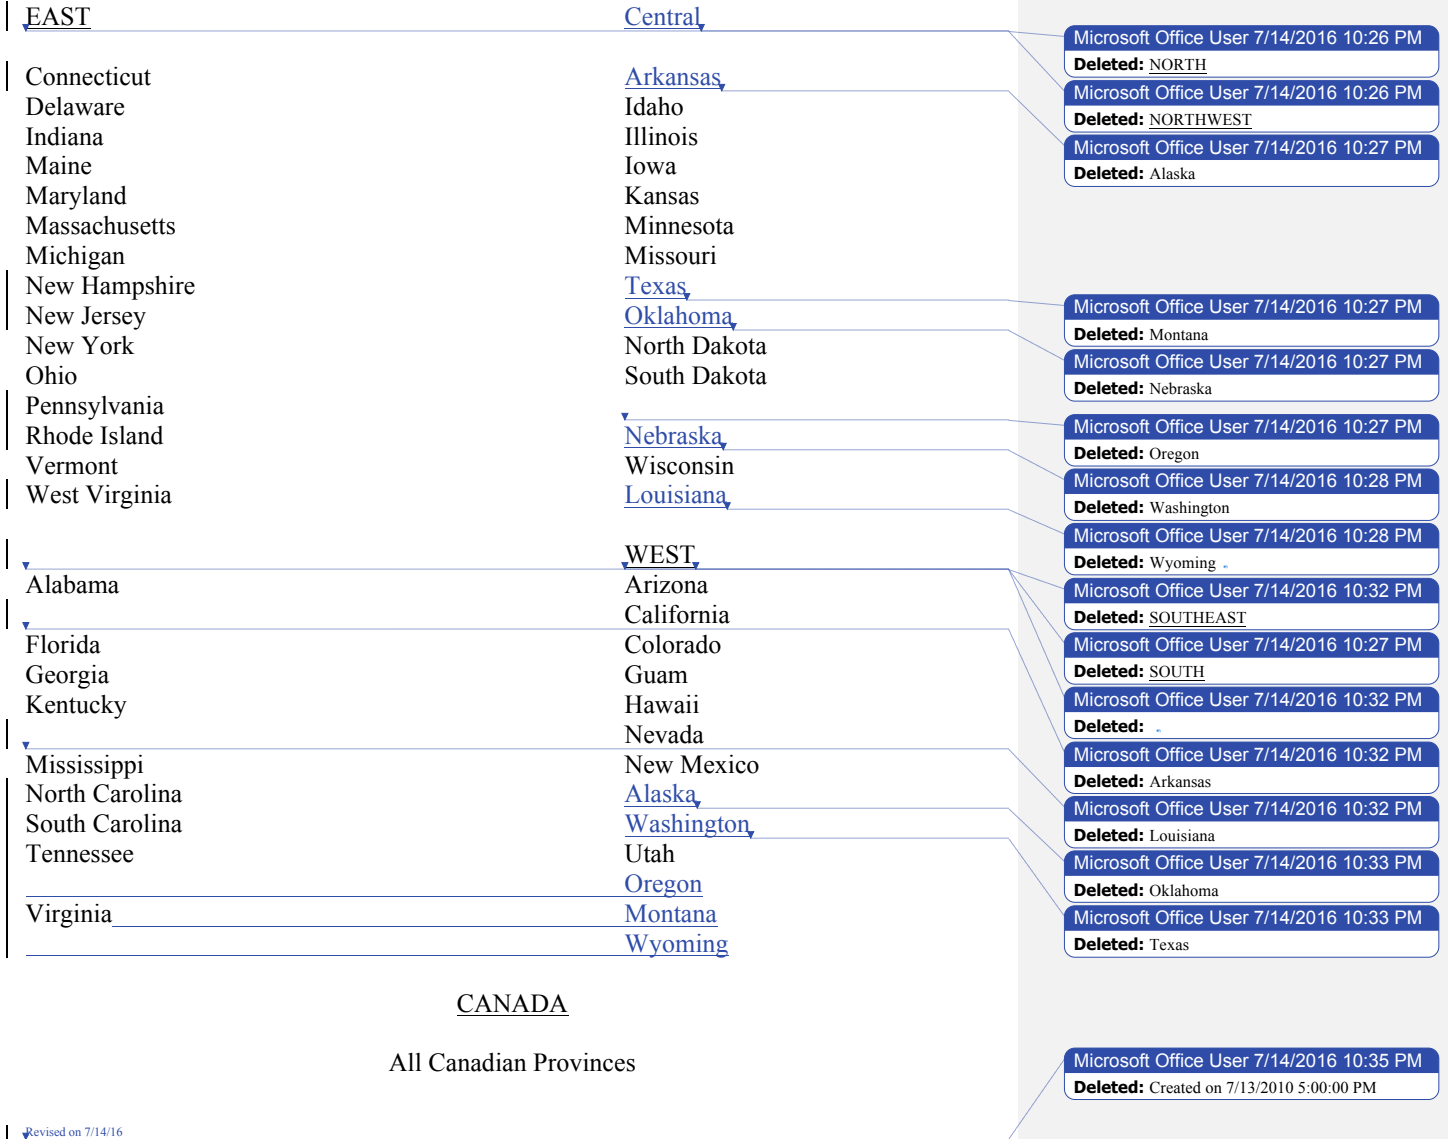 EAST
Central
Connecticut
Arkansas
Delaware
Idaho
Indiana
Illinois
Maine
Iowa
Maryland
Kansas
Massachusetts
Minnesota
Michigan
Missouri
New Hampshire
Texas
New Jersey
Oklahoma
New York
North Dakota
Ohio
South Dakota
Pennsylvania
Rhode Island
Nebraska
Vermont
Wisconsin
West Virginia
Louisiana
WEST
Alabama
Arizona
California
Florida
Colorado
Georgia
Guam
Kentucky
Hawaii
Nevada
Mississippi
New Mexico
North Carolina
Alaska
South Carolina
Washington
Tennessee
Utah
Oregon
Virginia
Montana
Wyoming
CANADA
All Canadian Provinces
Revised on 7/14/16
Microsoft Office User 7/14/2016 10:26 PM
Deleted: NORTH
Microsoft Office User 7/14/2016 10:26 PM
Deleted: NORTHWEST
Microsoft Office User 7/14/2016 10:27 PM
Deleted: Alaska
Microsoft Office User 7/14/2016 10:27 PM
Deleted: Montana
Microsoft Office User 7/14/2016 10:27 PM
Deleted: Nebraska
Microsoft Office User 7/14/2016 10:27 PM
Deleted: Oregon
Microsoft Office User 7/14/2016 10:28 PM
Deleted: Washington
Microsoft Office User 7/14/2016 10:28 PM
Deleted: Wyoming
Microsoft Office User 7/14/2016 10:32 PM
Deleted: SOUTHEAST
Microsoft Office User 7/14/2016 10:27 PM
Deleted: SOUTH
Microsoft Office User 7/14/2016 10:32 PM
Deleted:
Microsoft Office User 7/14/2016 10:32 PM
Deleted: Arkansas
Microsoft Office User 7/14/2016 10:32 PM
Deleted: Louisiana
Microsoft Office User 7/14/2016 10:33 PM
Deleted: Oklahoma
Microsoft Office User 7/14/2016 10:33 PM
Deleted: Texas
Microsoft Office User 7/14/2016 10:35 PM
Deleted: Created on 7/13/2010 5:00:00 PM